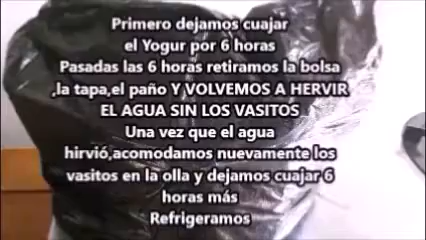 Primero dejamos cuajar
el Yogur por 6 horas
Pasadas las 6 horas retiramos la bolsa
,la tapa,el paño Y VOLVEMOS A HERVIR
EL AGUA SIN LOS VASITOS
Una vez que el agua
hirvió,acomodamos nuevamente los
vasitos en la olla y dejamos cuajar 6
horas más
Refrigeramos